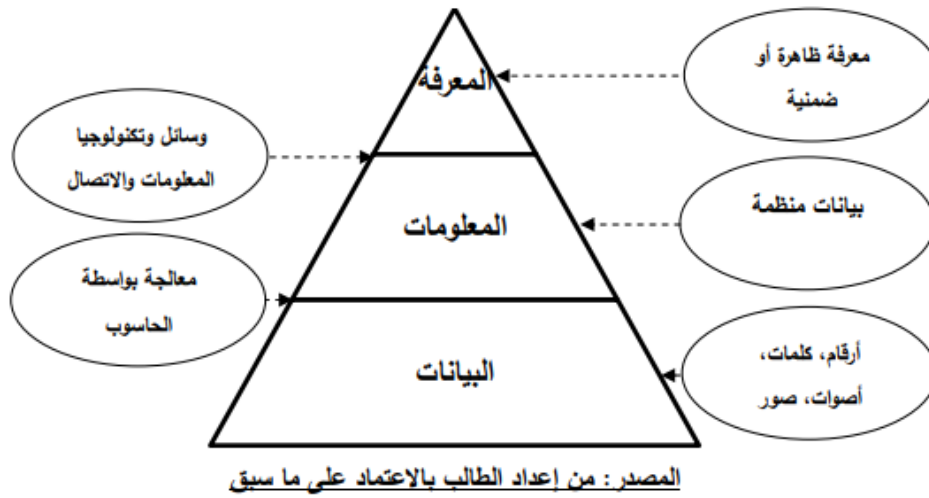 المعرفة
معرفة ظاهرة أو
ضمنية
وسائل وتكنولوجيا
المعلومات والاتصال
المعلومات
بيانات منظمة
معالجة بواسطة
الحاسوب
البيانات
أرقام، كلمات،
أصوات، صور
المصدر: من إعداد الطالب بالاعتماد على ما سبق